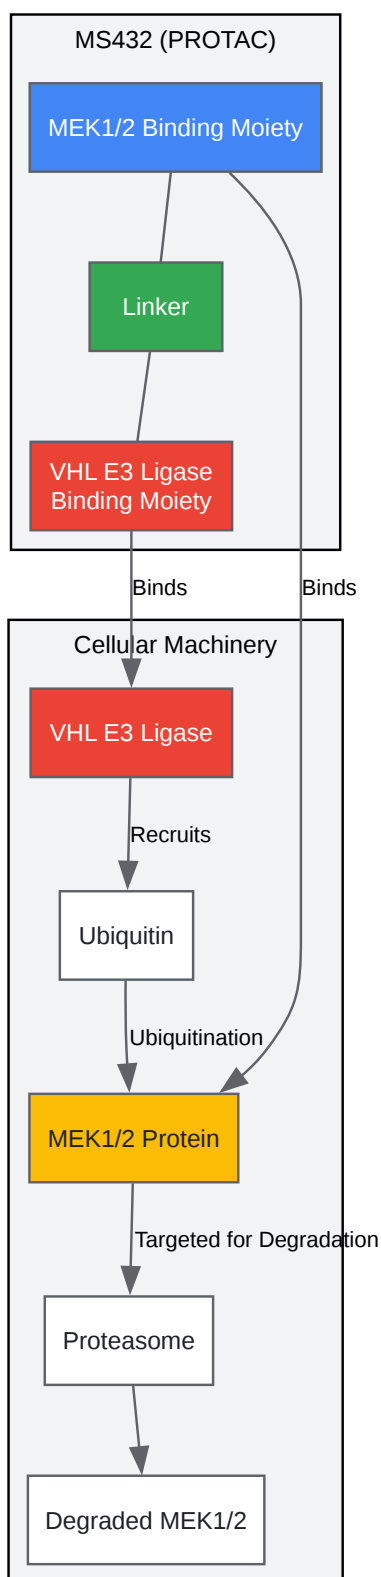 MS432 (PROTAC)
MEK1/2 Binding Moiety
Linker
VHL E3 Ligase
Binding Moiety
Binds
Binds
Cellular Machinery
VHL E3 Ligase
Recruits
Ubiquitin
Ubiquitination
MEK1/2 Protein
Targeted for Degradation
Proteasome
Degraded MEK1/2